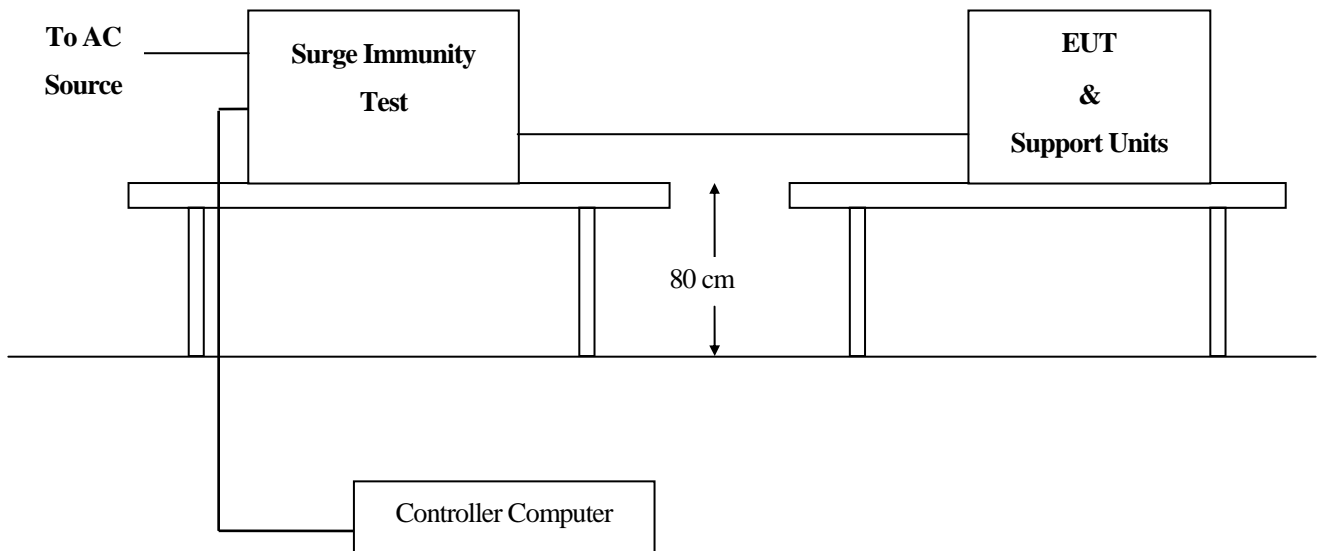 To AC
Source
Surge Immunity
Test
EUT
&
Support Units
80 cm
Controller Computer